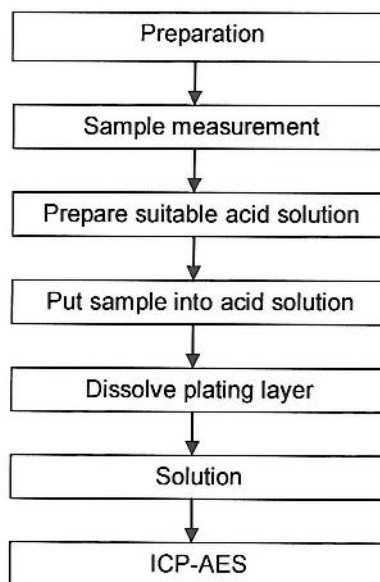 Preparation
Sample measurement
Prepare suitable acid solution
Put sample into acid solution
Dissolve plating layer
Solution
ICP-AES